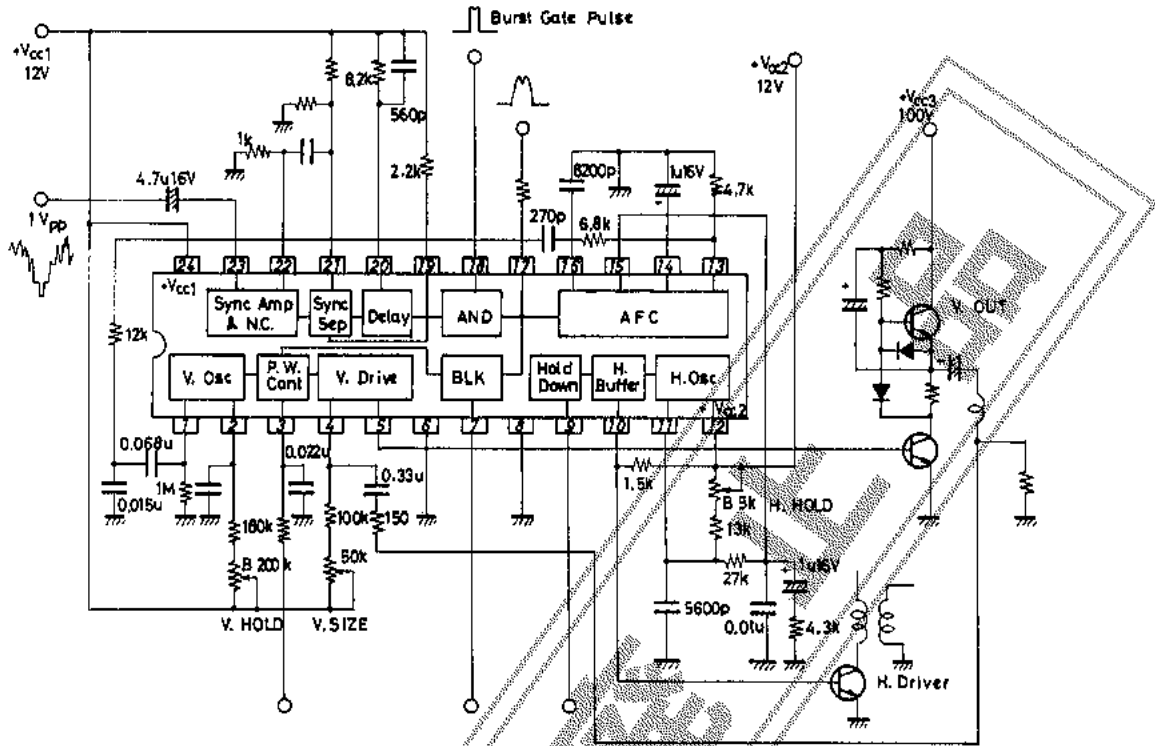 Burst Gate Pulse
+Vcc1
12V
8.2k
560p
+Vcc2
12V
+Vcc3
100V
1k
2.2k
4.7u16V
8200p
1u16V
4.7k
1Vpp
270p
6.8k
24 23 22 21 20 19 18 17 16 15 14 13
+Vcc1
Sync Amp & N.C.
Sync Sep
Delay
AND
AFC
V. OUT
12k
V. Osc
P.W. Cont
V. Drive
BLK
Hold Down
H. Buffer
H.Osc
+Vcc2
1 2 3 4 5 6 7 8 9 10 11 12
0.068u
0.022u
0.33u
1M
0.015u
160k
100k
150
1.5k
B 5k
H. HOLD
13k
B 200k
50k
27k
1u16V
V. HOLD
V.SIZE
5600p
0.01u
4.3k
H. Driver